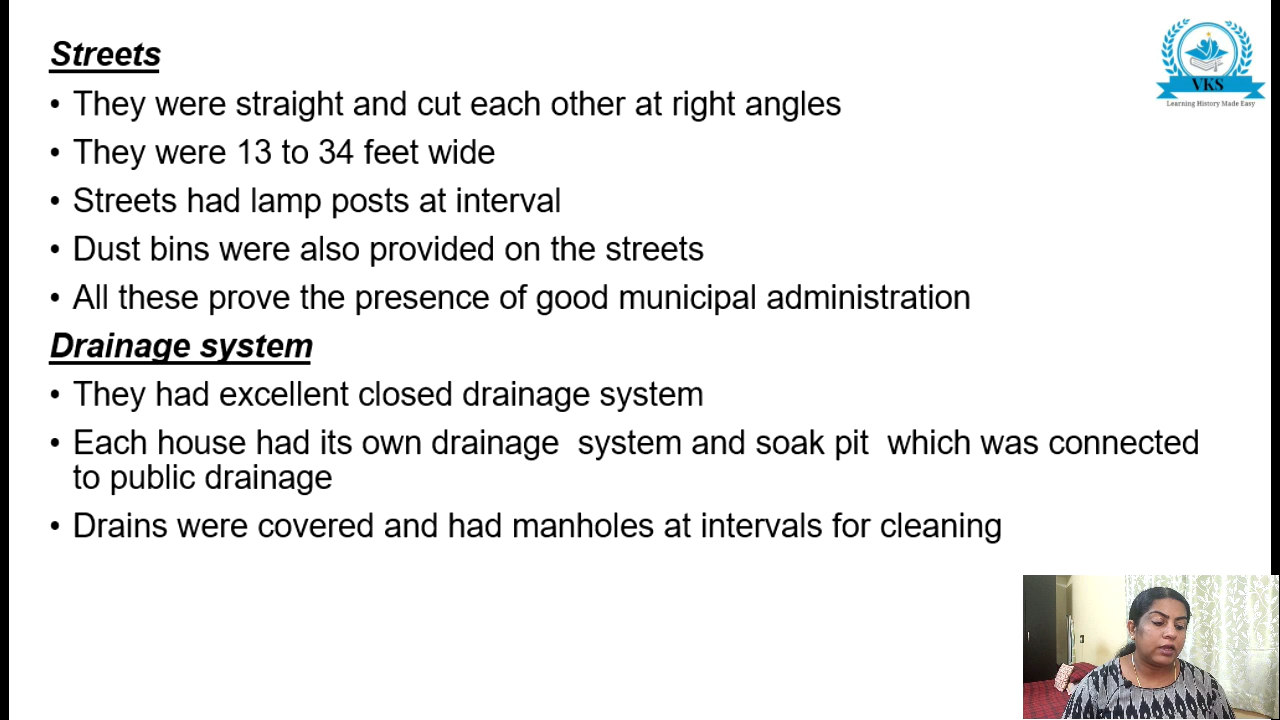 Streets
• They were straight and cut each other at right angles
• They were 13 to 34 feet wide
• Streets had lamp posts at interval
• Dust bins were also provided on the streets
• All these prove the presence of good municipal administration
Drainage system
• They had excellent closed drainage system
• Each house had its own drainage  system and soak pit  which was connected
to public drainage
• Drains were covered and had manholes at intervals for cleaning
VKS
Learning History Made Easy